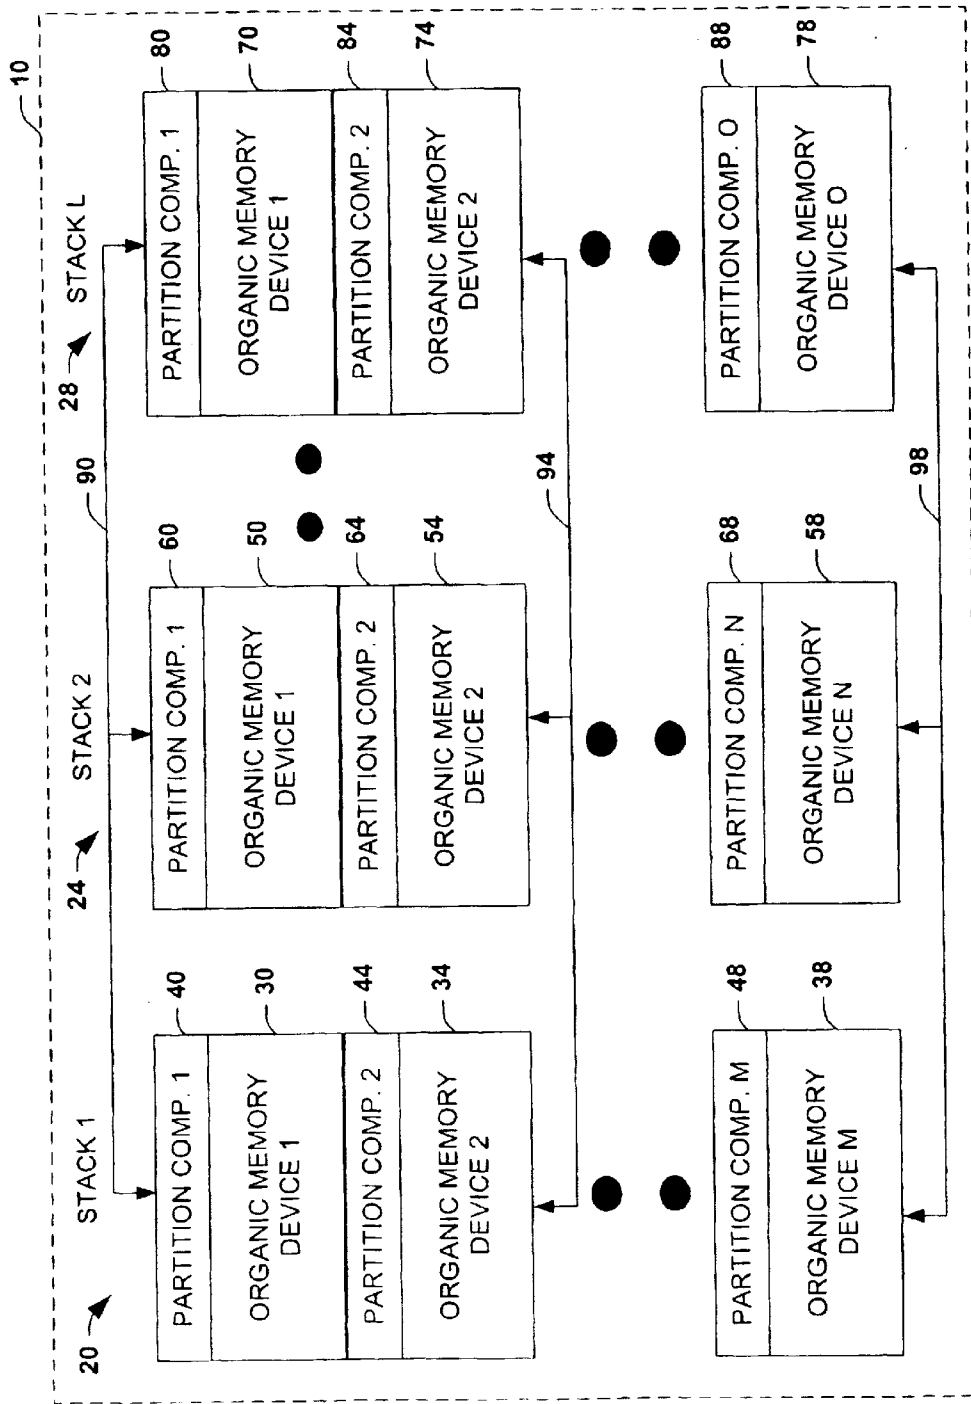 10
20
STACK 1
24
STACK 2
28
STACK L
90
PARTITION COMP. 1
40
ORGANIC MEMORY
DEVICE 1
30
PARTITION COMP. 2
44
ORGANIC MEMORY
DEVICE 2
34
PARTITION COMP. M
48
ORGANIC MEMORY
DEVICE M
38
PARTITION COMP. 1
60
ORGANIC MEMORY
DEVICE 1
50
PARTITION COMP. 2
64
ORGANIC MEMORY
DEVICE 2
54
PARTITION COMP. N
68
ORGANIC MEMORY
DEVICE N
58
PARTITION COMP. 1
80
ORGANIC MEMORY
DEVICE 1
70
PARTITION COMP. 2
84
ORGANIC MEMORY
DEVICE 2
74
PARTITION COMP. O
88
ORGANIC MEMORY
DEVICE O
78
94
98